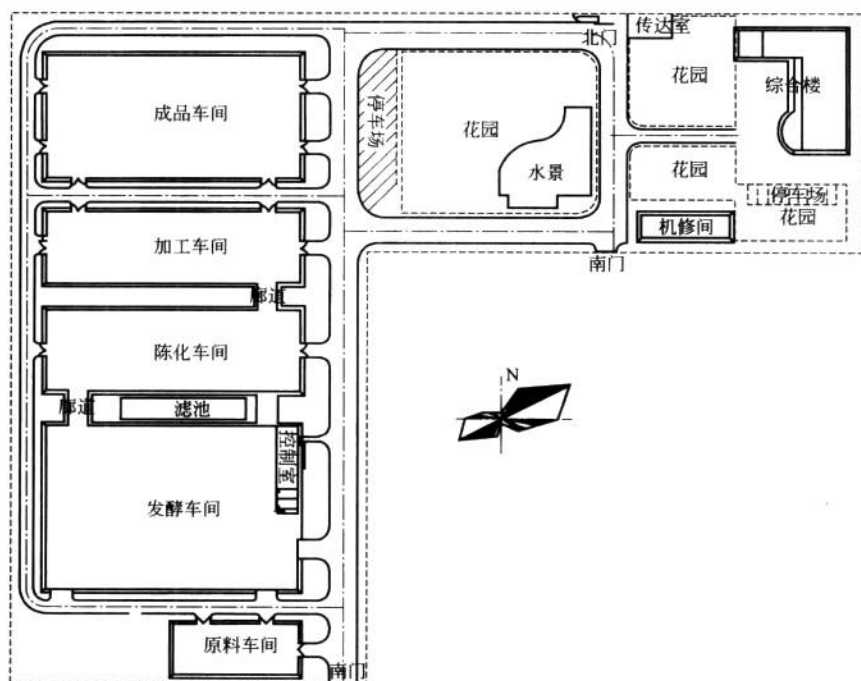 北门
传达室
成品车间
停车场
花园
花园
综合楼
水景
花园
停车场
花园
机修间
加工车间
南门
廊道
陈化车间
N
廊道
滤池
控制室
发酵车间
原料车间
南门